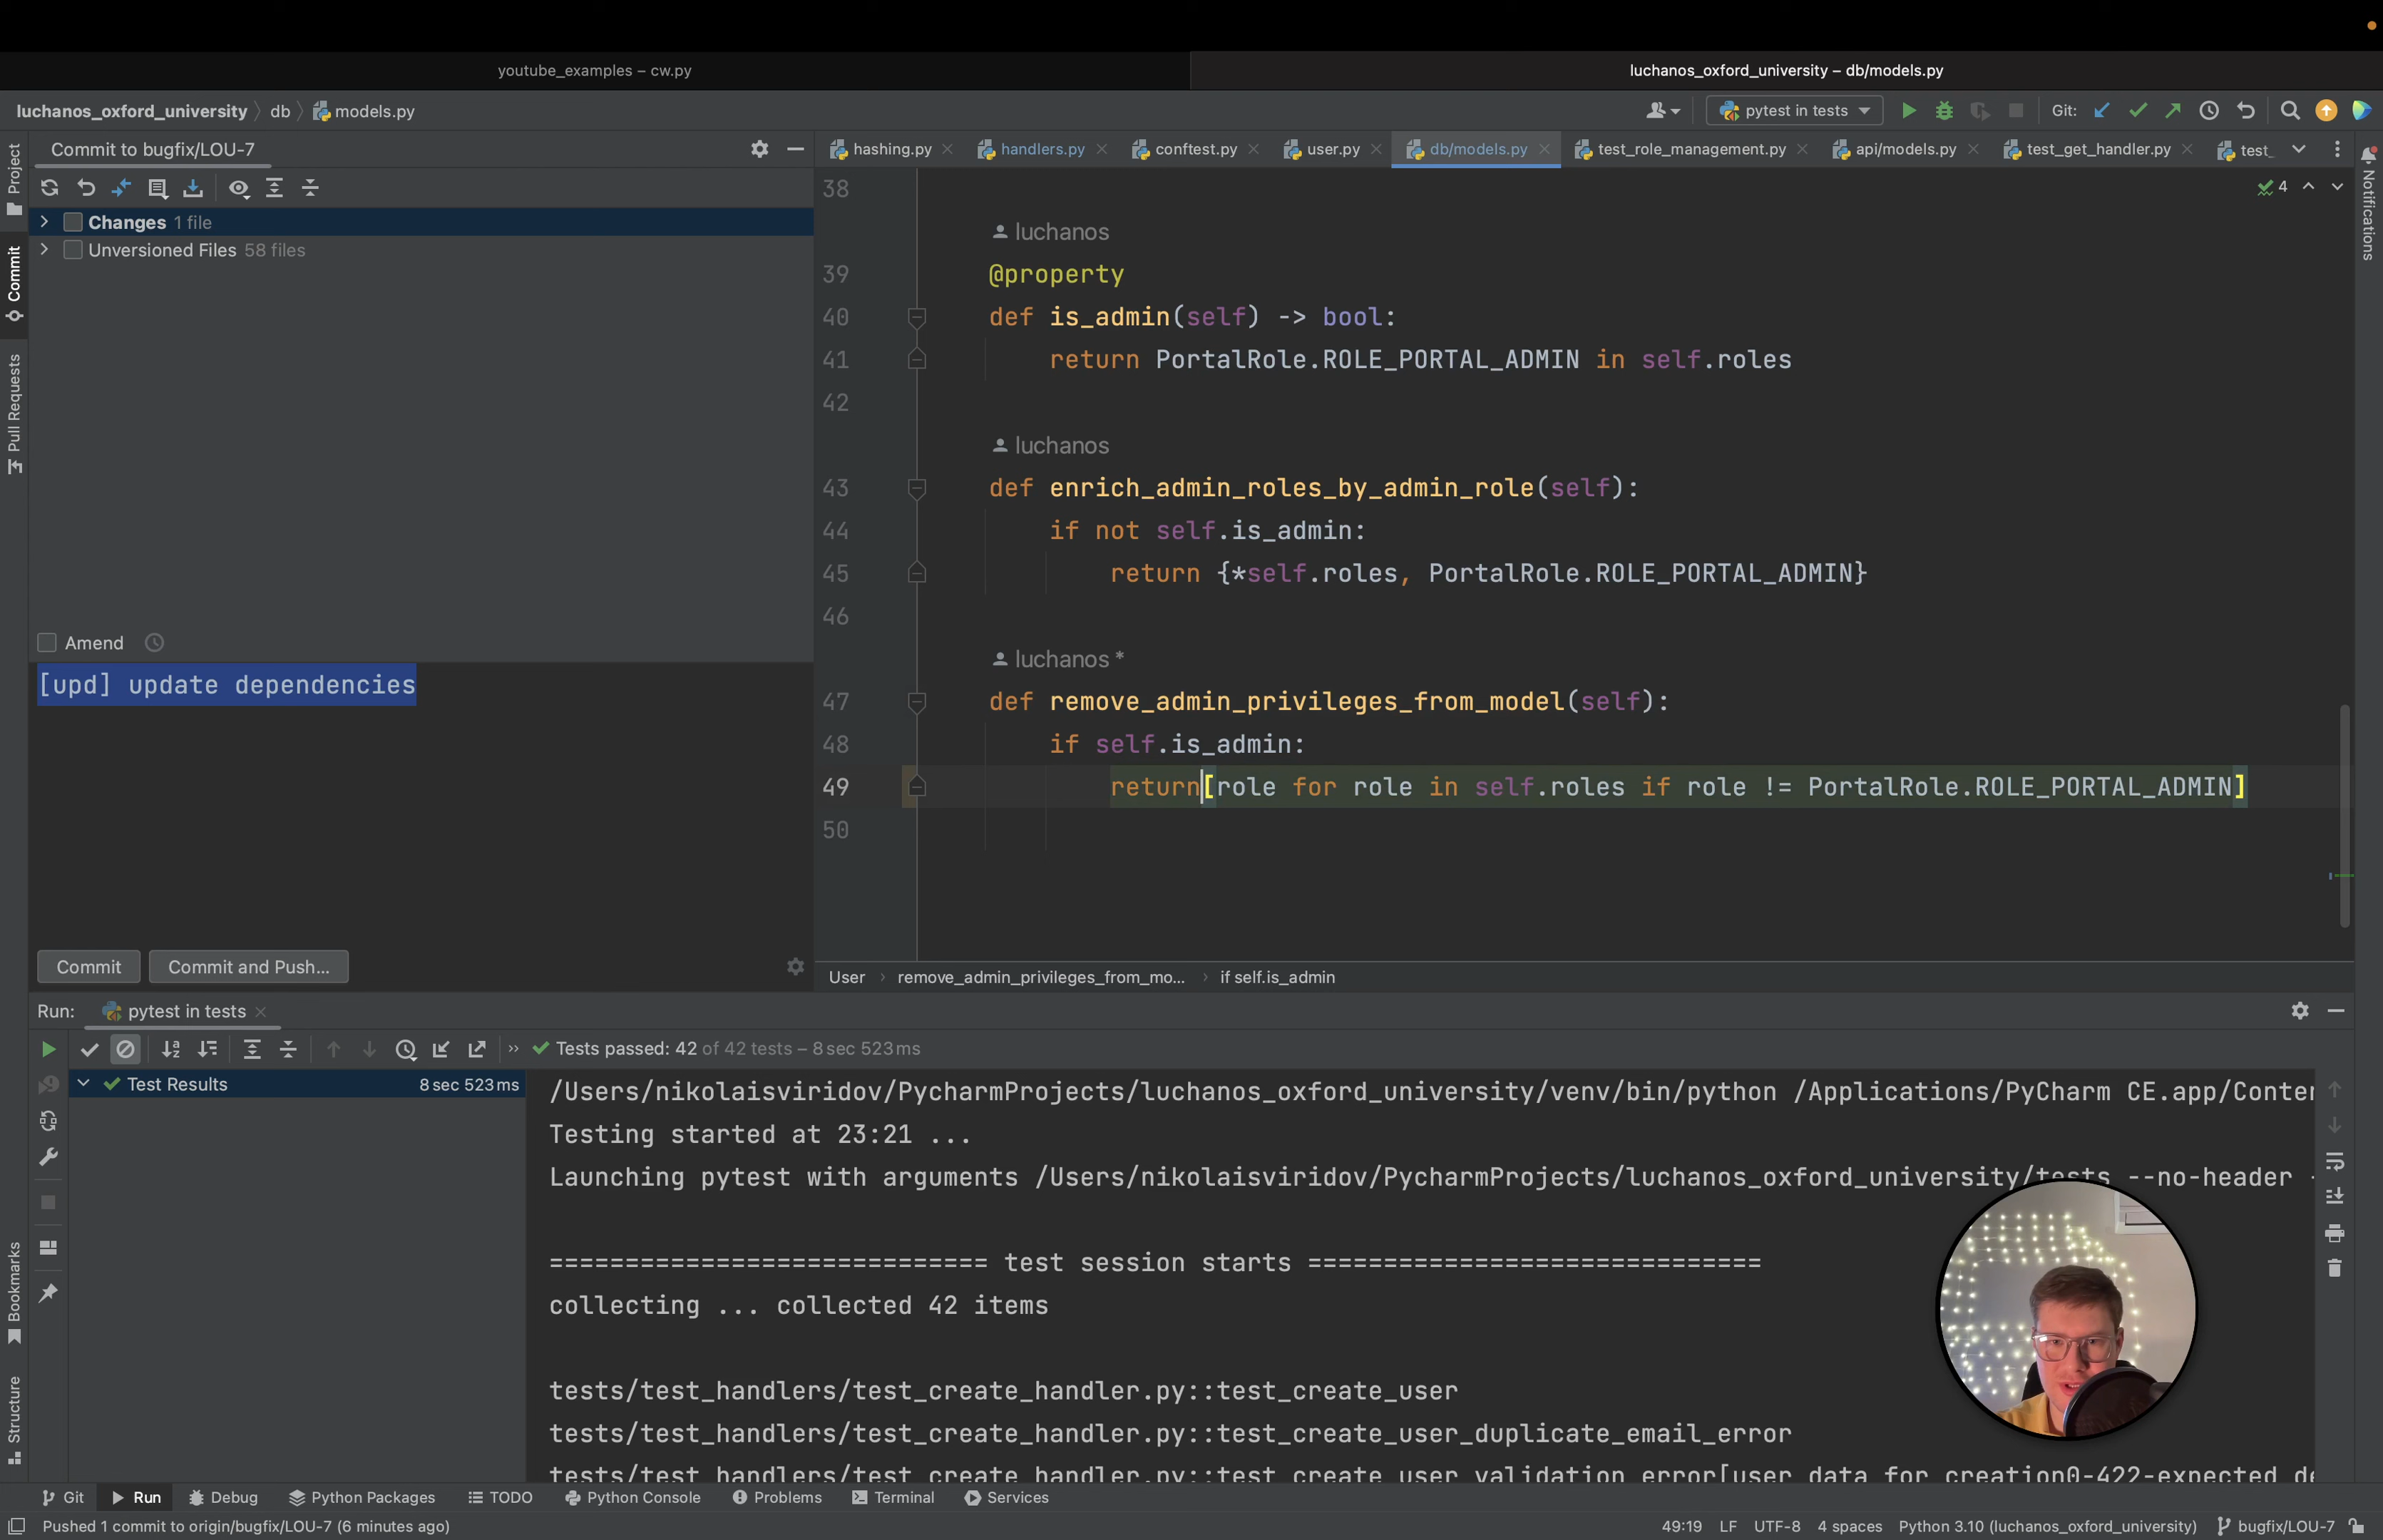 youtube_examples – cw.py
luchanos_oxford_university – db/models.py
luchanos_oxford_university 〉 db 〉 models.py
pytest in tests
Git:
Commit to bugfix/LOU-7
hashing.py
handlers.py
conftest.py
user.py
db/models.py
test_role_management.py
api/models.py
test_get_handler.py
test_
Project
Commit
Pull Requests
Bookmarks
Structure
Notifications
Changes 1 file
Unversioned Files 58 files
Amend
[upd] update dependencies
Commit
Commit and Push...
4
38
luchanos
39 @property
40 def is_admin(self) -> bool:
41 return PortalRole.ROLE_PORTAL_ADMIN in self.roles
42
luchanos
43 def enrich_admin_roles_by_admin_role(self):
44 if not self.is_admin:
45 return {*self.roles, PortalRole.ROLE_PORTAL_ADMIN}
46
luchanos *
47 def remove_admin_privileges_from_model(self):
48 if self.is_admin:
49 return[role for role in self.roles if role != PortalRole.ROLE_PORTAL_ADMIN]
50
User › remove_admin_privileges_from_mo... › if self.is_admin
Run: pytest in tests
Tests passed: 42 of 42 tests – 8 sec 523 ms
Test Results 8 sec 523 ms
/Users/nikolaisviridov/PycharmProjects/luchanos_oxford_university/venv/bin/python /Applications/PyCharm CE.app/Conten
Testing started at 23:21 ...
Launching pytest with arguments /Users/nikolaisviridov/PycharmProjects/luchanos_oxford_university/tests --no-header -
============================= test session starts ==============================
collecting ... collected 42 items
tests/test_handlers/test_create_handler.py::test_create_user
tests/test_handlers/test_create_handler.py::test_create_user_duplicate_email_error
tests/test_handlers/test_create_handler.py::test_create_user_validation_error[user_data_for_creation0-422-expected_de
Git
Run
Debug
Python Packages
TODO
Python Console
Problems
Terminal
Services
Pushed 1 commit to origin/bugfix/LOU-7 (6 minutes ago)
49:19 LF UTF-8 4 spaces Python 3.10 (luchanos_oxford_university) bugfix/LOU-7